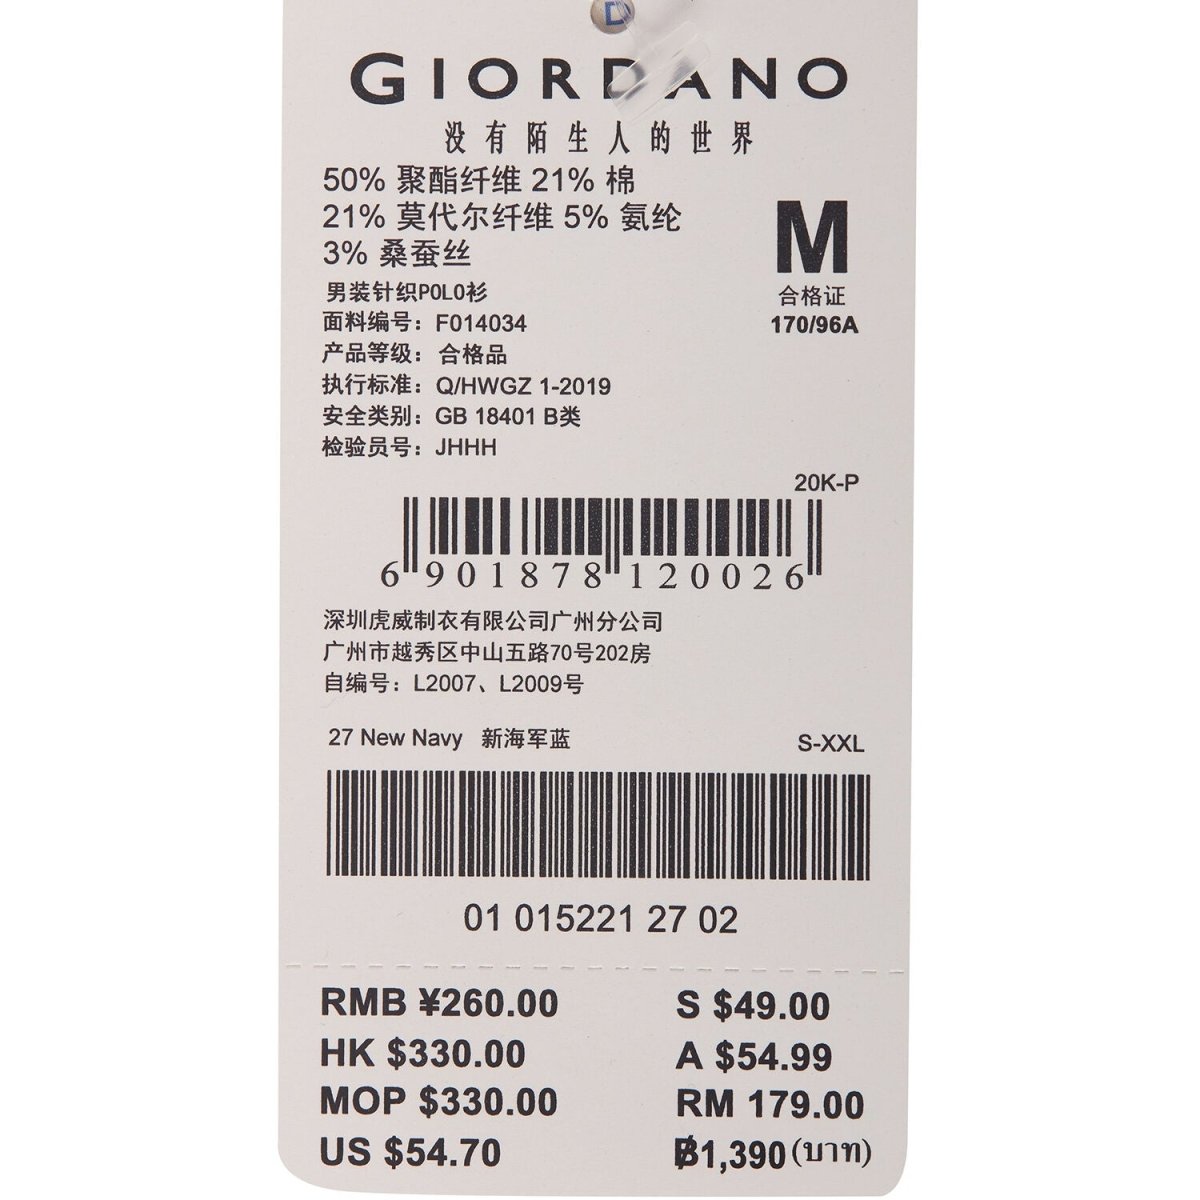 GIORDANO
没有陌生人的世界
50% 聚酯纤维 21% 棉
21% 莫代尔纤维 5% 氨纶
3% 桑蚕丝
M
合格证
170/96A
男装针织POLO衫
面料编号：F014034
产品等级：合格品
执行标准：Q/HWGZ 1-2019
安全类别：GB 18401 B类
检验员号：JHHH
20K-P
6 901878 120026
深圳虎威制衣有限公司广州分公司
广州市越秀区中山五路70号202房
自编号：L2007、L2009号
27 New Navy 新海军蓝 S-XXL
01 015221 27 02
RMB ¥260.00 S $49.00
HK $330.00 A $54.99
MOP $330.00 RM 179.00
US $54.70 ฿1,390 (บาท)